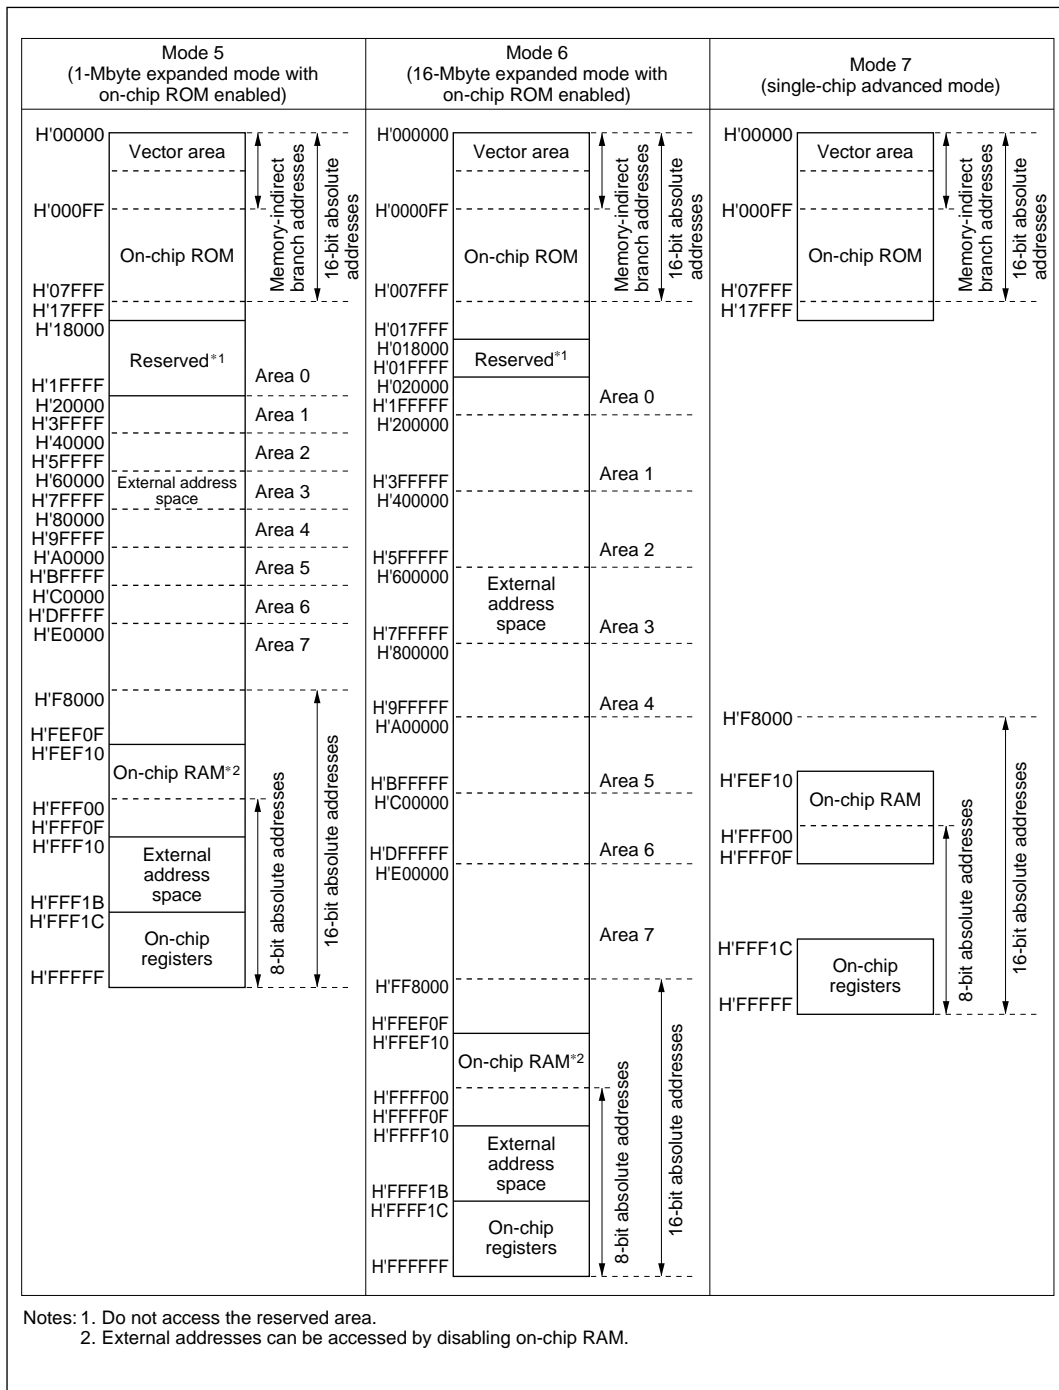 Mode 5
(1-Mbyte expanded mode with
on-chip ROM enabled)
H'00000
Vector area
H'000FF
On-chip ROM
H'07FFF
H'17FFF
H'18000
Reserved*1
H'1FFFF
H'20000
H'3FFFF
H'40000
H'5FFFF
H'60000
External address
space
H'7FFFF
H'80000
H'9FFFF
H'A0000
H'BFFFF
H'C0000
H'DFFFF
H'E0000
H'F8000
H'FEF0F
H'FEF10
On-chip RAM*2
H'FFF00
H'FFF0F
H'FFF10
External
address
space
H'FFF1B
H'FFF1C
On-chip
registers
H'FFFFF
Memory-indirect
branch addresses
16-bit absolute
addresses
Area 0
Area 1
Area 2
Area 3
Area 4
Area 5
Area 6
Area 7
8-bit absolute addresses
16-bit absolute addresses
Mode 6
(16-Mbyte expanded mode with
on-chip ROM enabled)
H'000000
Vector area
H'0000FF
On-chip ROM
H'007FFF
H'017FFF
H'018000
Reserved*1
H'01FFFF
H'020000
H'1FFFFF
H'200000
H'3FFFFF
H'400000
H'5FFFFF
H'600000
External
address
space
H'7FFFFF
H'800000
H'9FFFFF
H'A00000
H'BFFFFF
H'C00000
H'DFFFFF
H'E00000
H'FF8000
H'FFEF0F
H'FFEF10
On-chip RAM*2
H'FFFF00
H'FFFF0F
H'FFFF10
External
address
space
H'FFFF1B
H'FFFF1C
On-chip
registers
H'FFFFFF
Memory-indirect
branch addresses
16-bit absolute
addresses
Area 0
Area 1
Area 2
Area 3
Area 4
Area 5
Area 6
Area 7
8-bit absolute addresses
16-bit absolute addresses
Mode 7
(single-chip advanced mode)
H'00000
Vector area
H'000FF
On-chip ROM
H'07FFF
H'17FFF
Memory-indirect
branch addresses
16-bit absolute
addresses
H'F8000
H'FEF10
On-chip RAM
H'FFF00
H'FFF0F
H'FFF1C
On-chip
registers
H'FFFFF
8-bit absolute addresses
16-bit absolute addresses
Notes: 1. Do not access the reserved area.
2. External addresses can be accessed by disabling on-chip RAM.